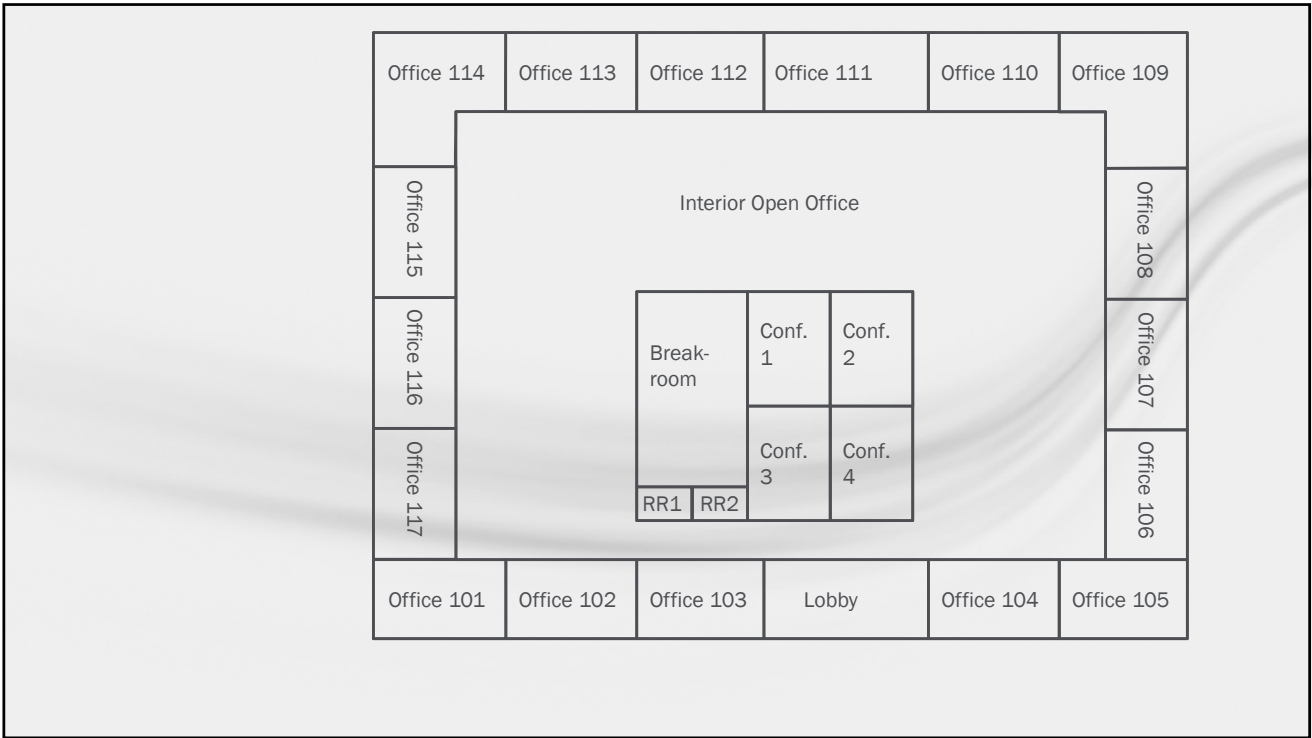 Office 114
Office 113
Office 112
Office 111
Office 110
Office 109
Office 115
Interior Open Office
Office 108
Office 116
Break-
room
Conf.
1
Conf.
2
Office 107
Office 117
Conf.
3
Conf.
4
Office 106
RR1
RR2
Office 101
Office 102
Office 103
Lobby
Office 104
Office 105